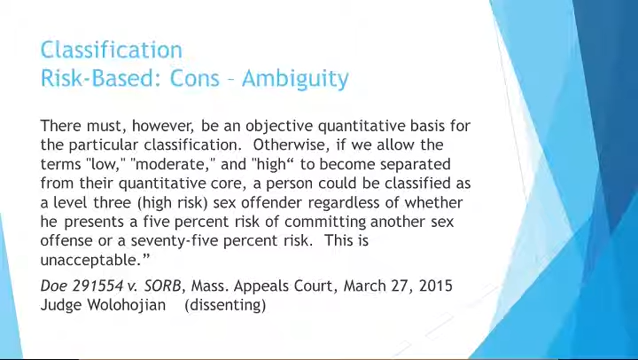 Classification
Risk-Based: Cons – Ambiguity
There must, however, be an objective quantitative basis for
the particular classification. Otherwise, if we allow the
terms "low," "moderate," and "high“ to become separated
from their quantitative core, a person could be classified as
a level three (high risk) sex offender regardless of whether
he presents a five percent risk of committing another sex
offense or a seventy-five percent risk. This is
unacceptable.”
Doe 291554 v. SORB, Mass. Appeals Court, March 27, 2015
Judge Wolohojian (dissenting)